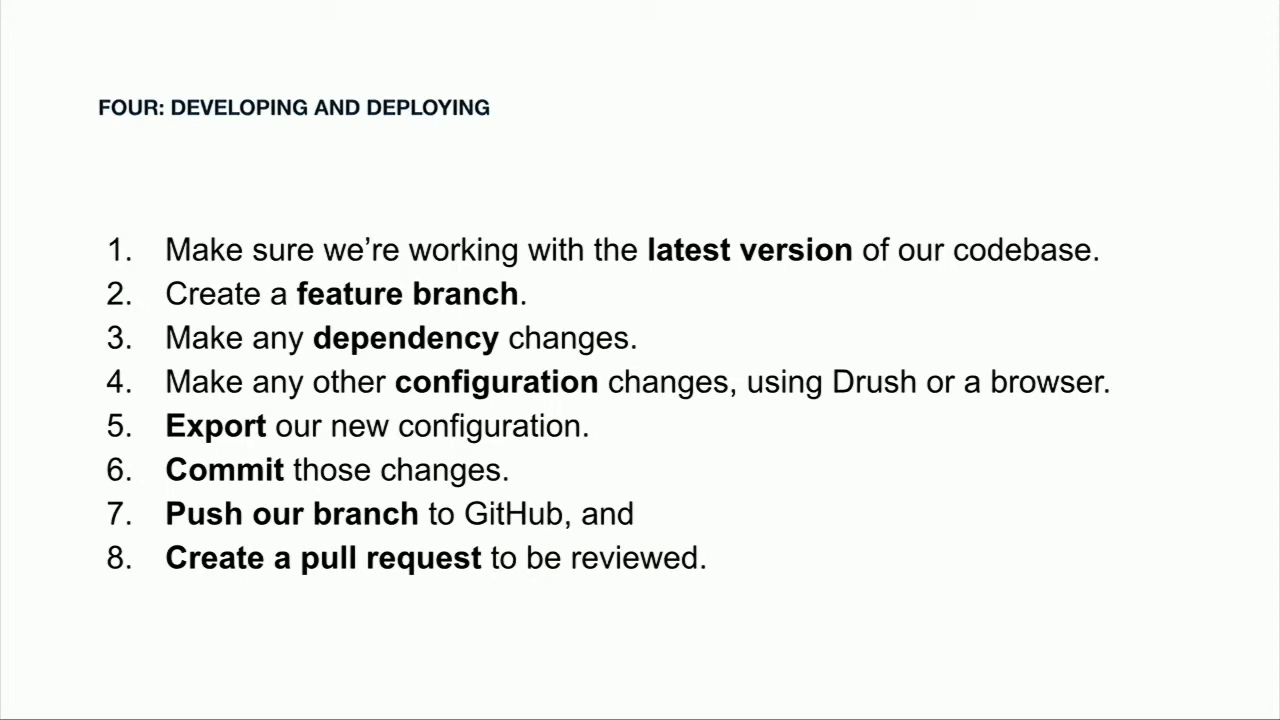 FOUR: DEVELOPING AND DEPLOYING
1. Make sure we’re working with the latest version of our codebase.
2. Create a feature branch.
3. Make any dependency changes.
4. Make any other configuration changes, using Drush or a browser.
5. Export our new configuration.
6. Commit those changes.
7. Push our branch to GitHub, and
8. Create a pull request to be reviewed.